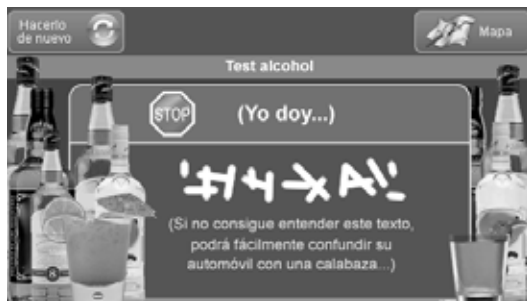 Hacerlo
de nuevo
Mapa
Test alcohol
STOP
(Yo doy...)
(Si no consigue entender este texto,
podrá fácilmente confundir su
automóvil con una calabaza...)